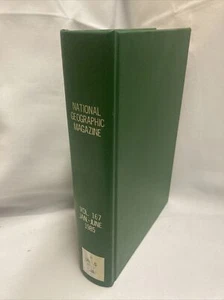 NATIONAL
GEOGRAPHIC
MAGAZINE
VOL. 167
JAN-JUNE
1985